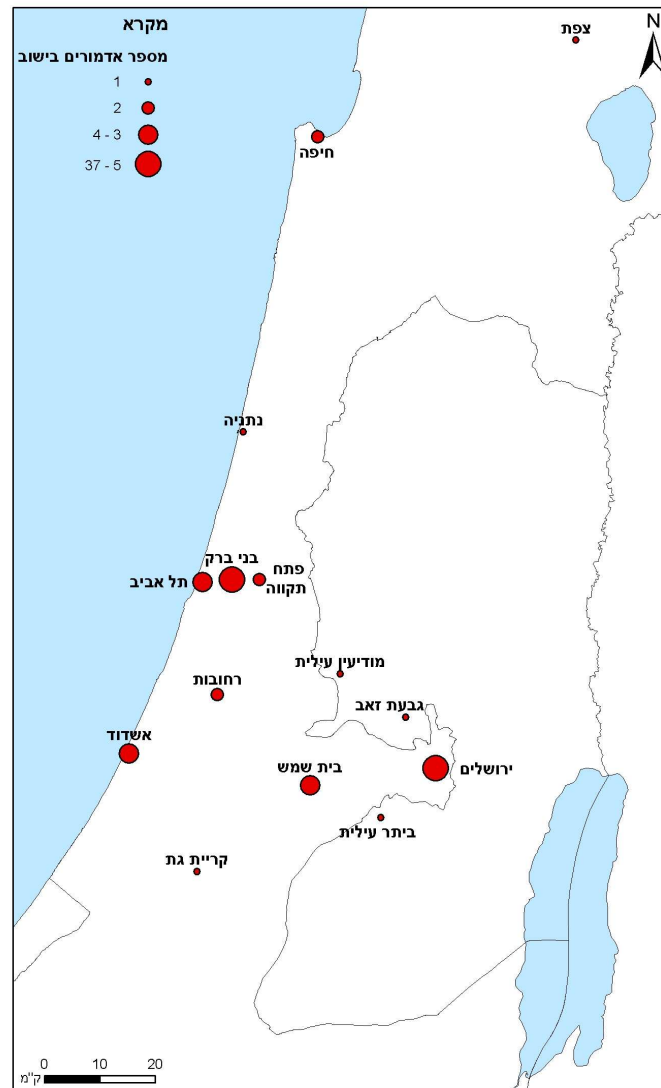 מקרא
מספר אדמורים בישוב
1
2
4 - 3
37 - 5
N
צפת
חיפה
נתניה
בני ברק
תל אביב
פתח
תקווה
מודיעין עילית
רחובות
גבעת זאב
אשדוד
בית שמש
ירושלים
ביתר עילית
קריית גת
0 10 20
ק"מ